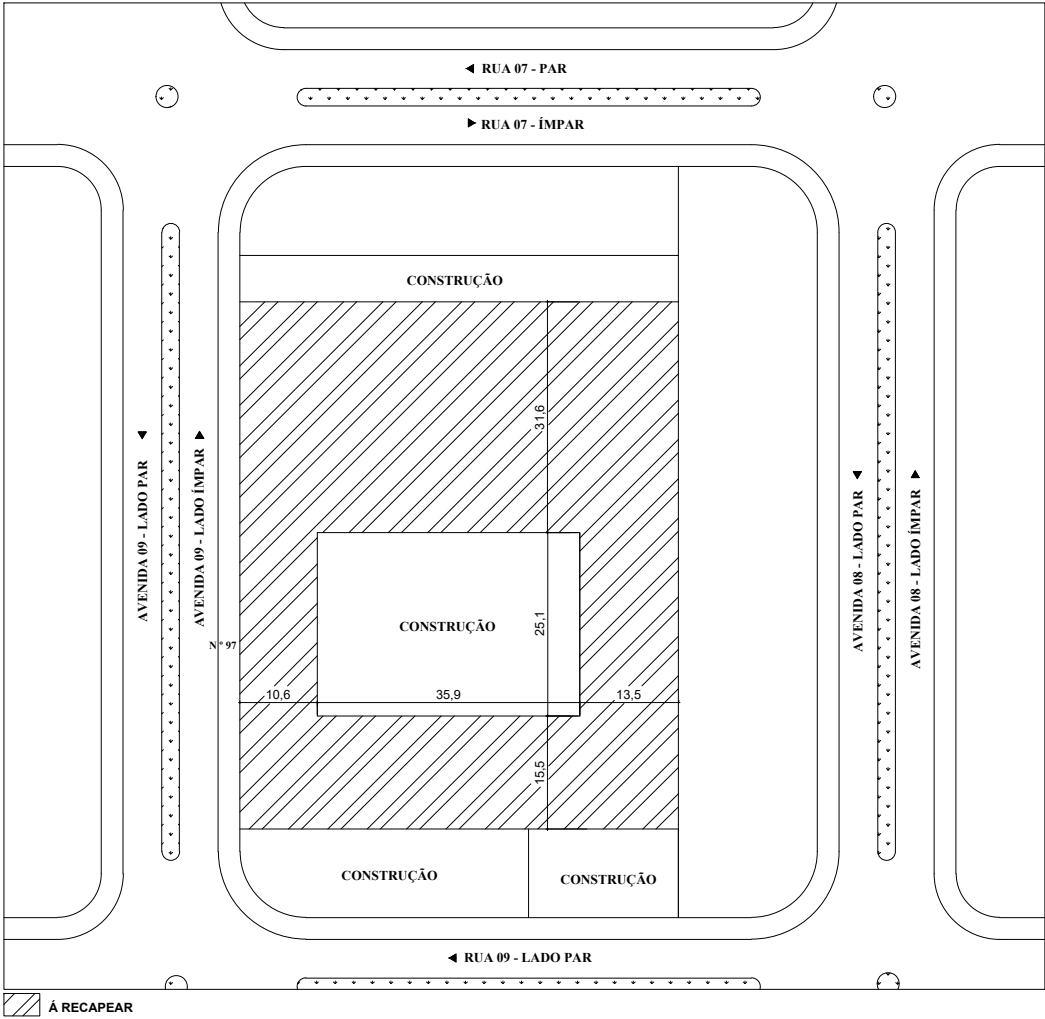 RUA 07 - PAR
RUA 07 - ÍMPAR
CONSTRUÇÃO
31,6
AVENIDA 09 - LADO PAR
AVENIDA 09 - LADO ÍMPAR
AVENIDA 08 - LADO PAR
AVENIDA 08 - LADO ÍMPAR
CONSTRUÇÃO
25,1
Nº 97
10,6
35,9
13,5
15,5
CONSTRUÇÃO
CONSTRUÇÃO
RUA 09 - LADO PAR
Á RECAPEAR